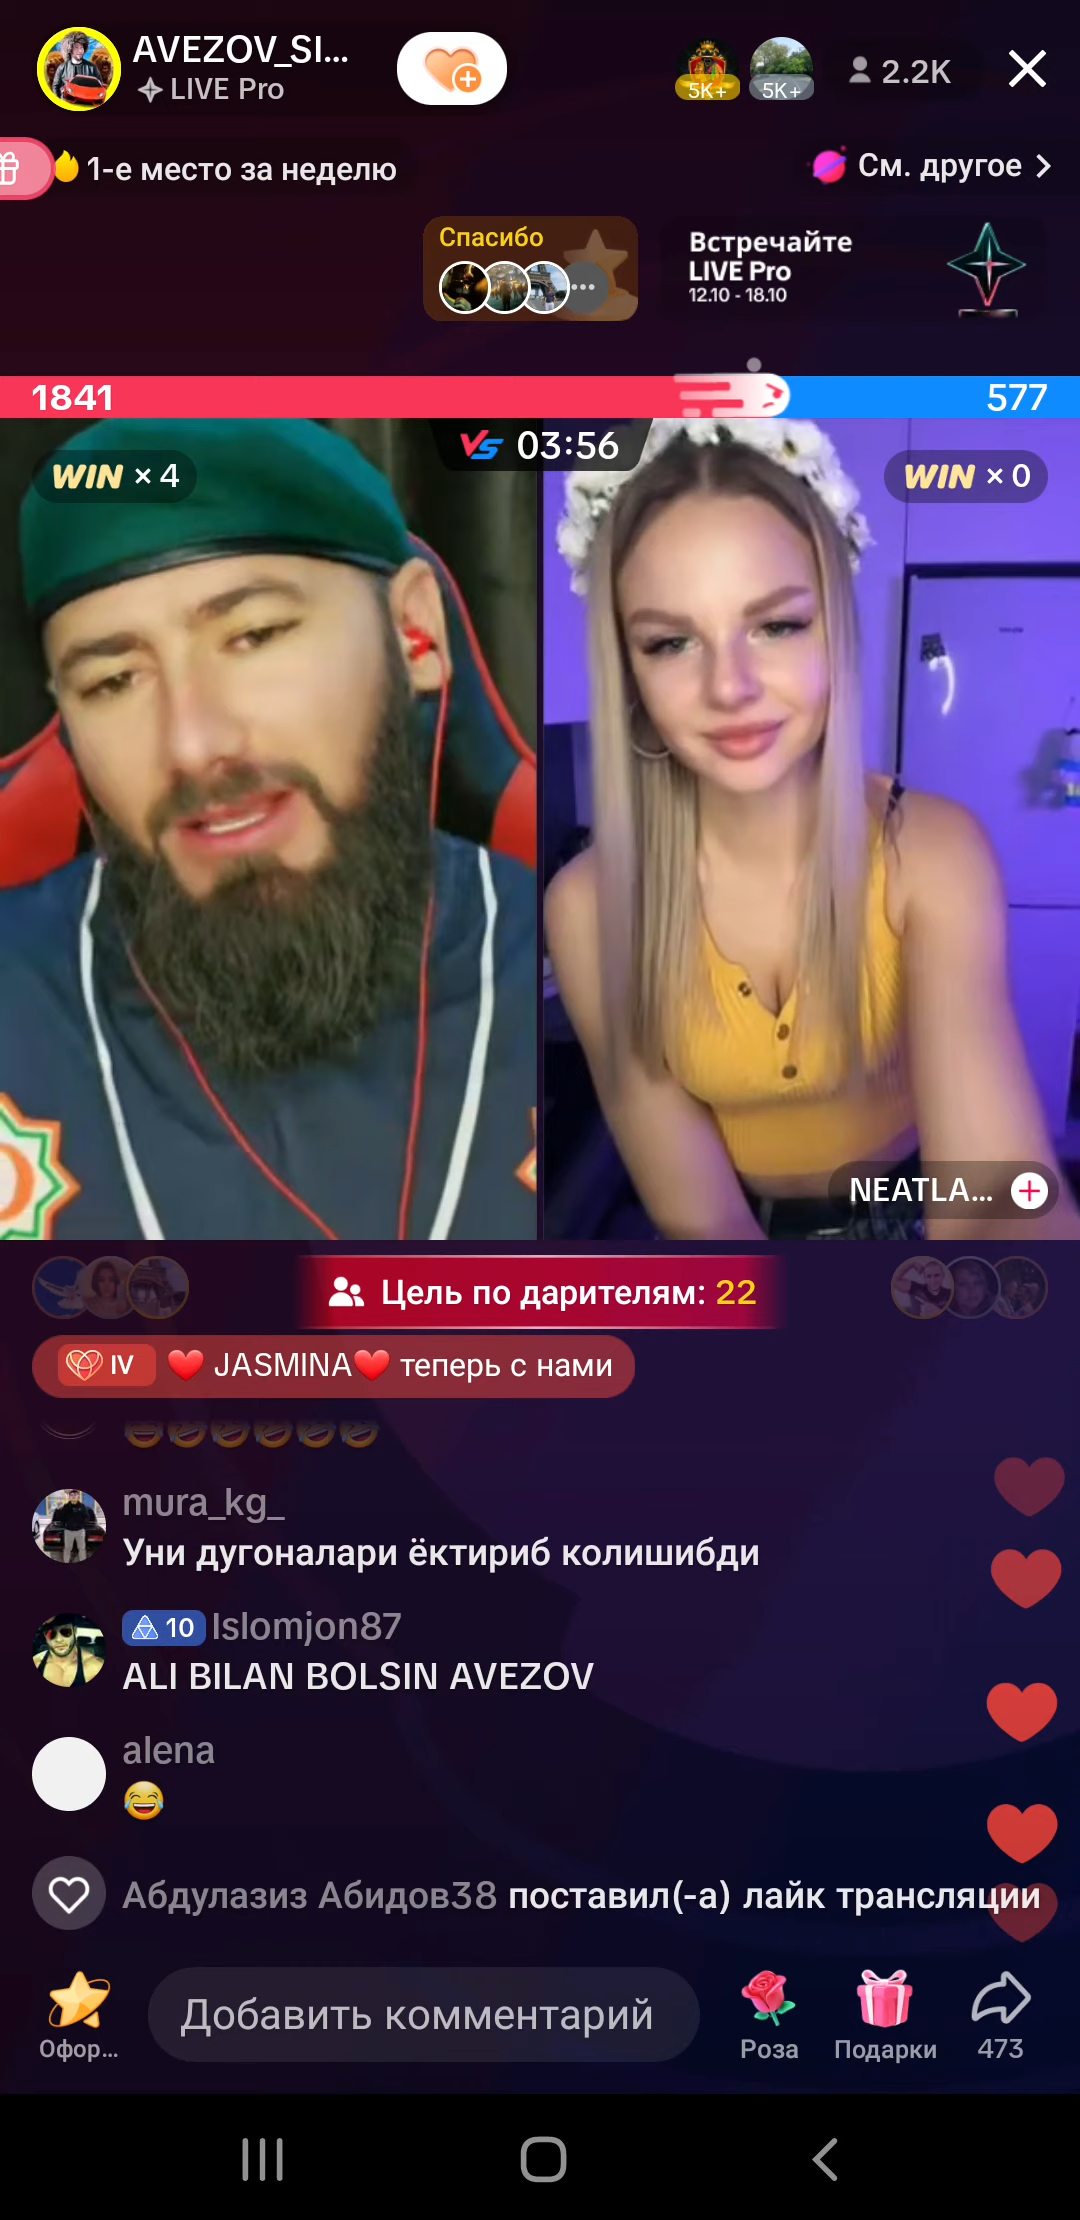 AVEZOV_SI...
LIVE Pro
5K+
5K+
2.2K
1-е место за неделю
См. другое
Спасибо
Встречайте
LIVE Pro
12.10 - 18.10
1841
577
VS 03:56
WIN × 4
WIN × 0
NEATLA...
Цель по дарителям: 22
IV JASMINA теперь с нами
mura_kg_
Уни дугоналари ёктириб колишибди
10 Islomjon87
ALI BILAN BOLSIN AVEZOV
alena
Абдулазиз Абидов38 поставил(-а) лайк трансляции
Добавить комментарий
Офор...
Роза
Подарки
473